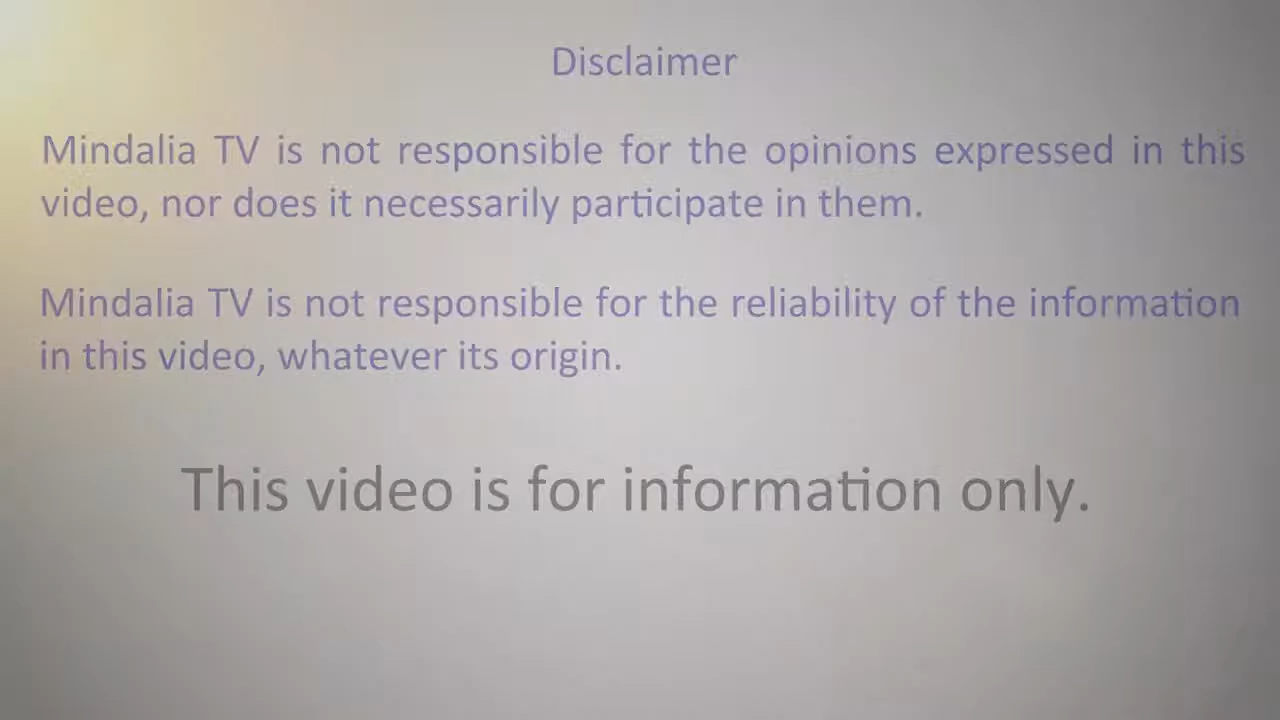 Disclaimer
Mindalia TV is not responsible for the opinions expressed in this
video, nor does it necessarily participate in them.
Mindalia TV is not responsible for the reliability of the information
in this video, whatever its origin.
This video is for information only.